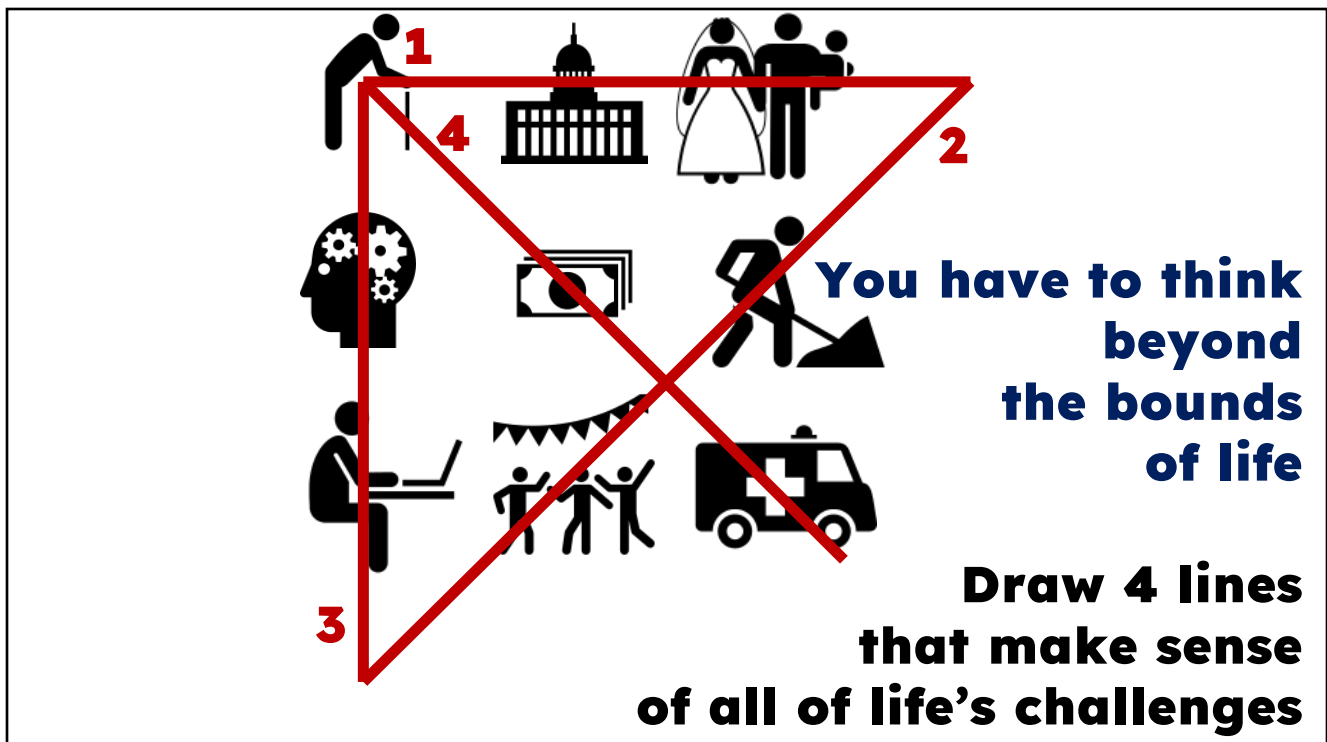 1
4
2
You have to think
beyond
the bounds
of life
3
Draw 4 lines
that make sense
of all of life’s challenges